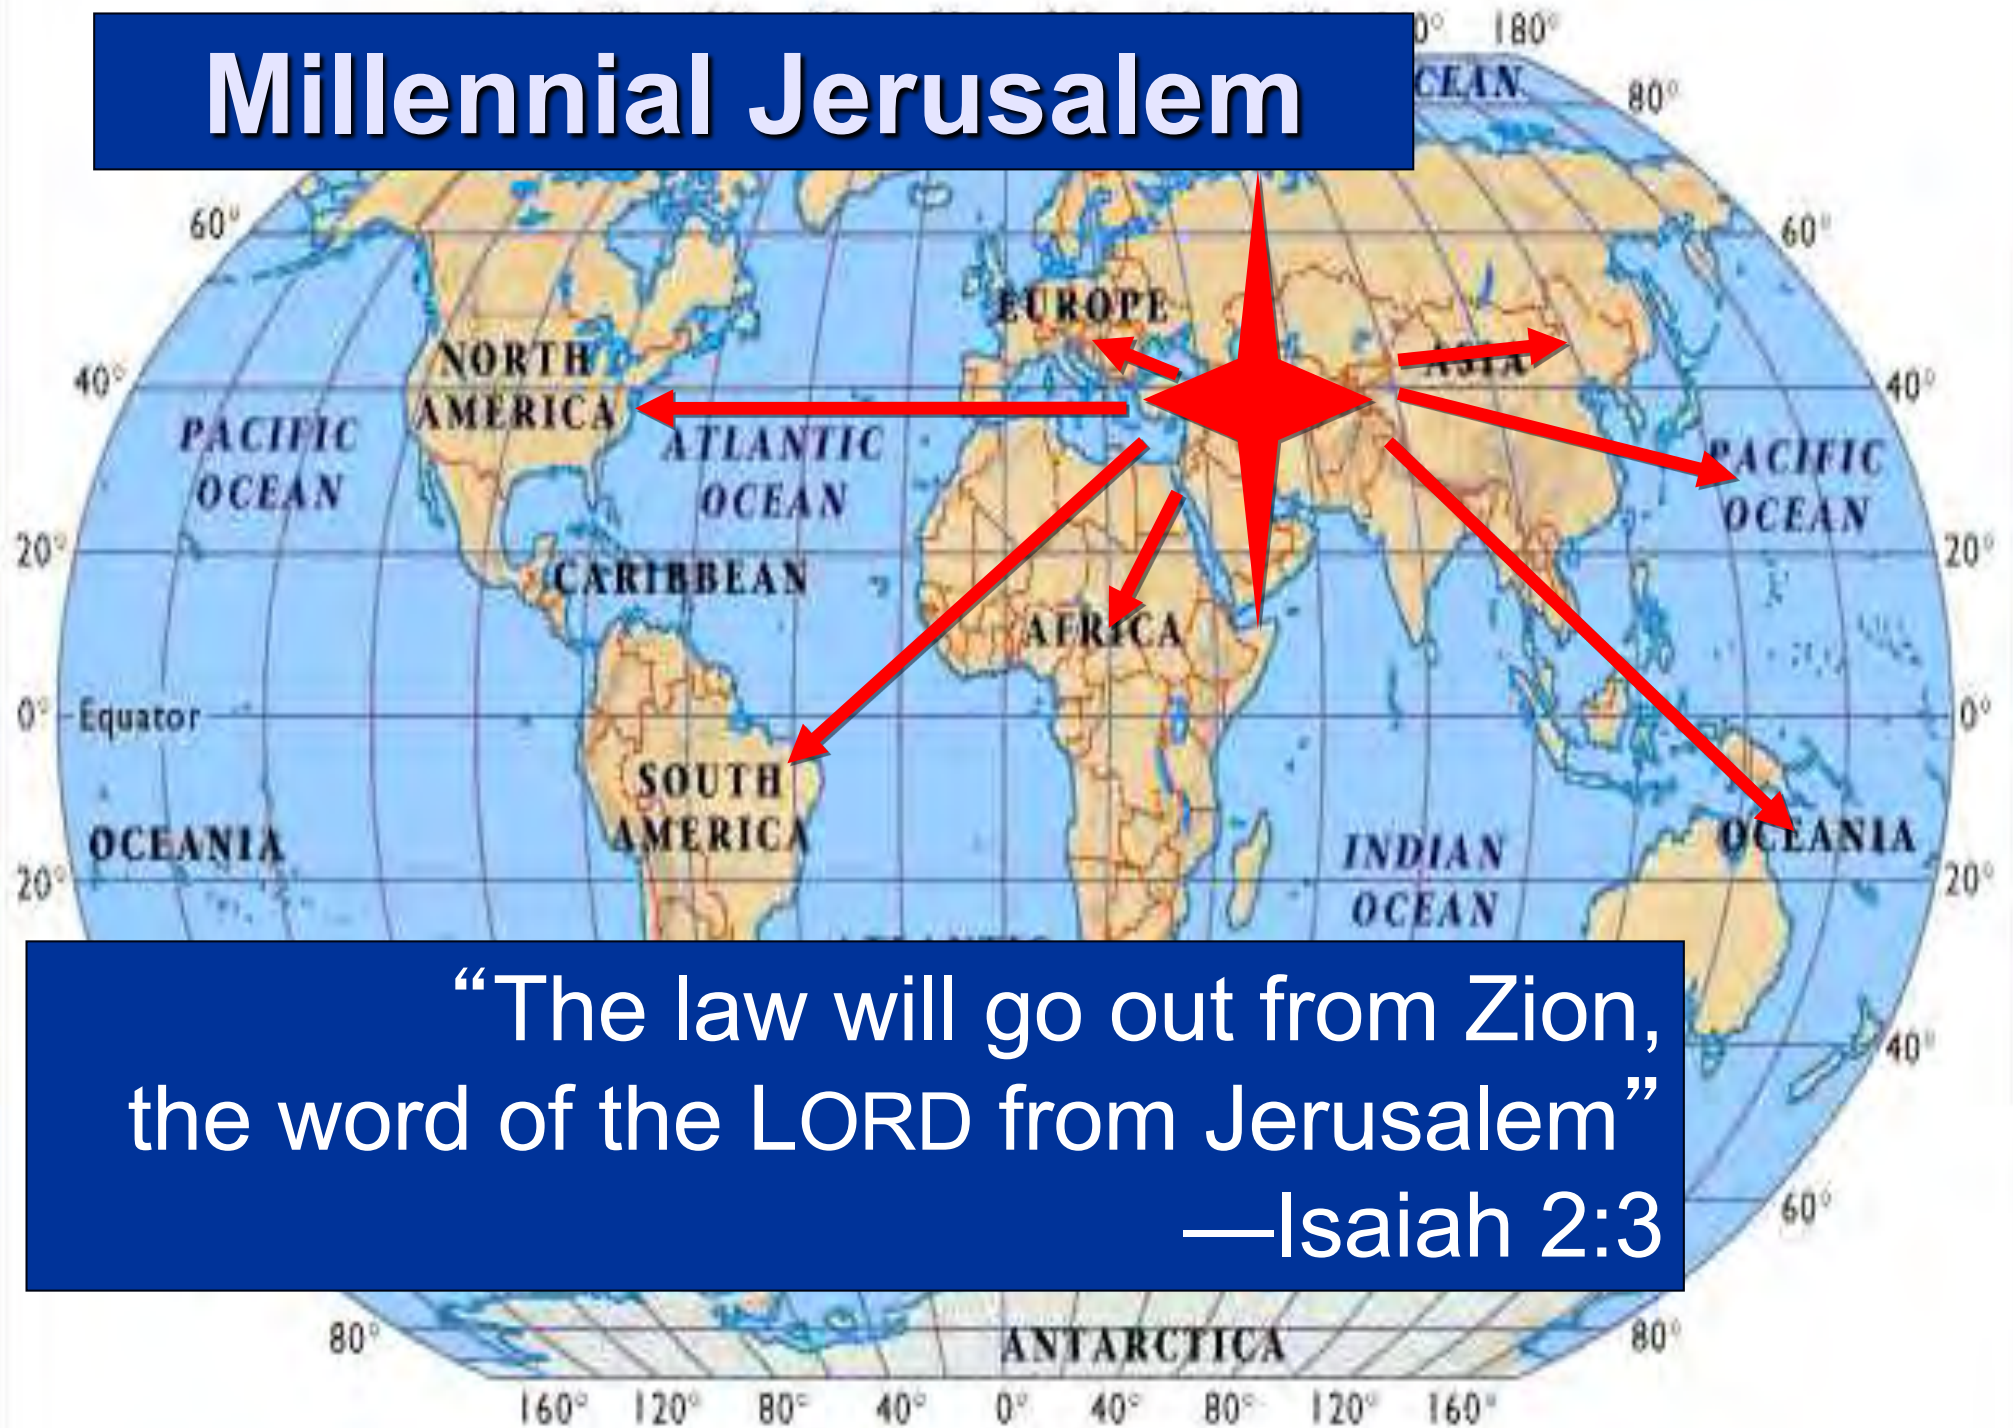 Millennial Jerusalem
180°
80°
60°
60°
EUROPE
NORTH
AMERICA
ASIA
40°
40°
PACIFIC
OCEAN
ATLANTIC
OCEAN
PACIFIC
OCEAN
20°
20°
CARIBBEAN
AFRICA
0°
Equator
0°
SOUTH
AMERICA
OCEANIA
OCEANIA
INDIAN
OCEAN
20°
20°
“The law will go out from Zion,
the word of the LORD from Jerusalem”
—Isaiah 2:3
40°
60°
80°
80°
ANTARCTICA
160° 120° 80° 40° 0° 40° 80° 120° 160°